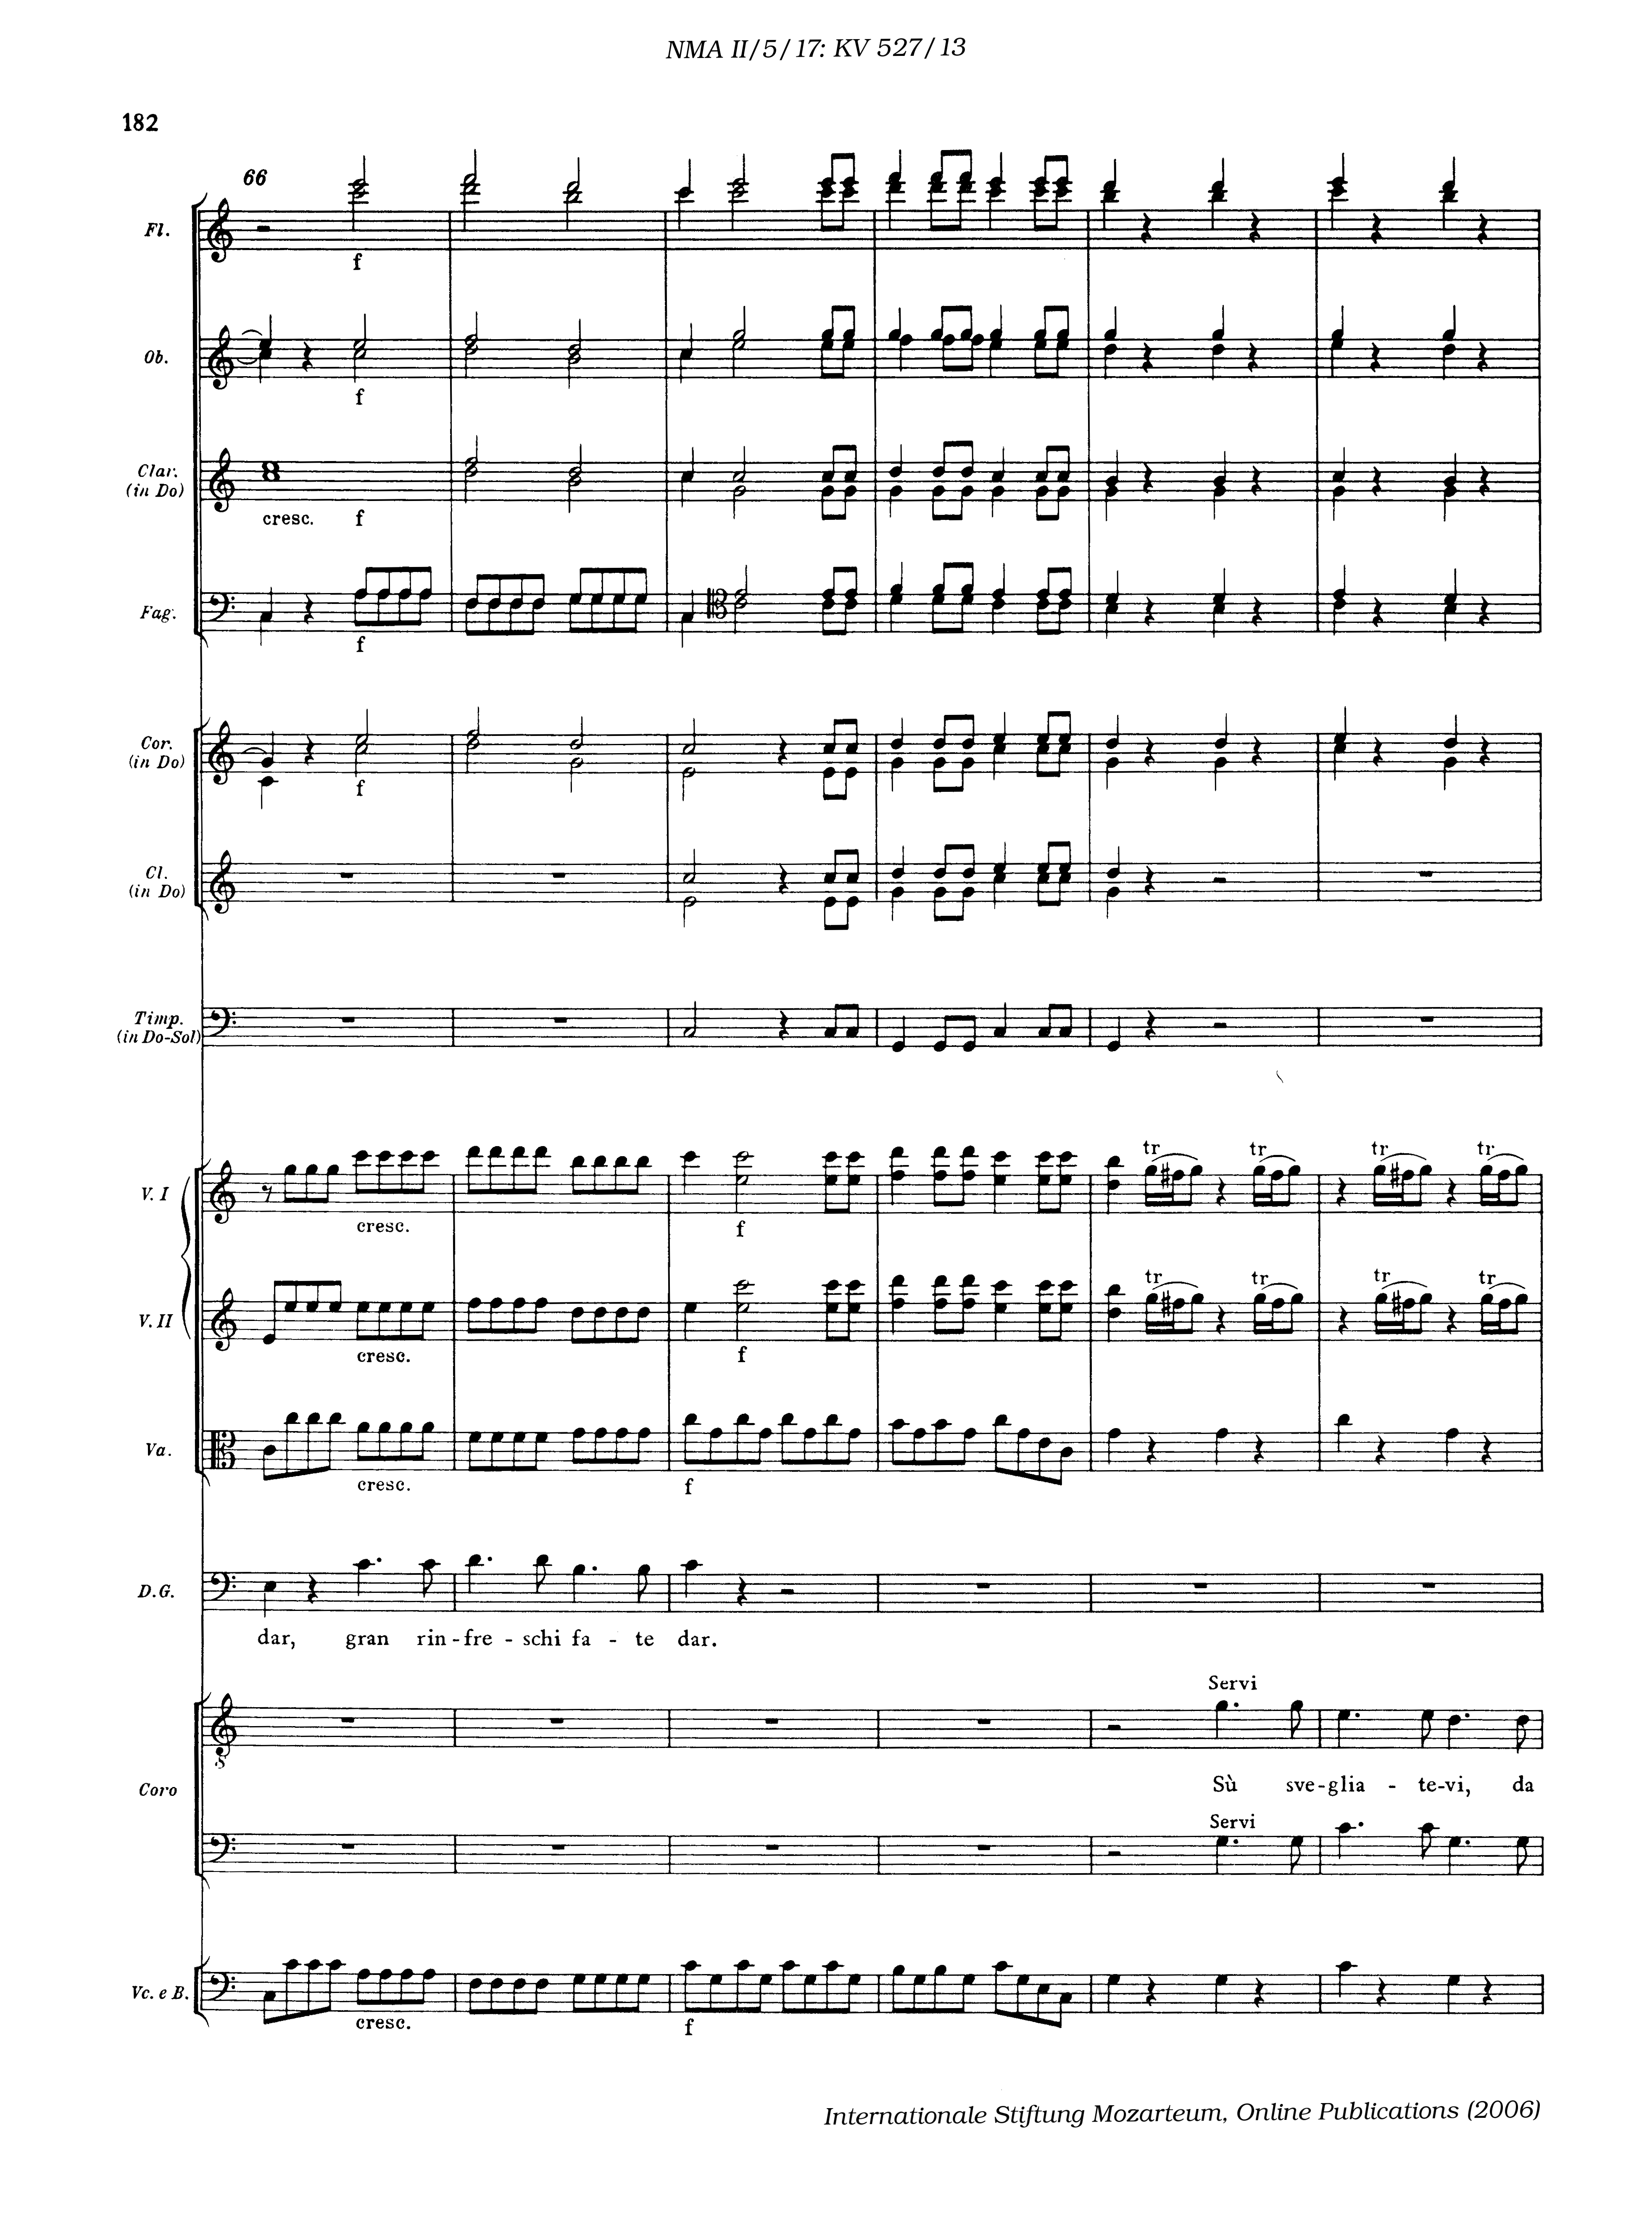 NMA II/5/17: KV 527/13
182
66
Fl.
f
Ob.
f
Clar.
(in Do)
cresc. f
Fag.
f
Cor.
(in Do)
f
Cl.
(in Do)
Timp.
(in Do-Sol)
tr tr tr tr
V. I
cresc. f
tr tr tr tr
V. II
cresc. f
Va.
cresc. f
D.G.
dar, gran rin-fre - schi fa - te dar.
Servi
8
Sù sve-glia - te-vi, da
Coro
Servi
Vc. e B.
cresc. f
Internationale Stiftung Mozarteum, Online Publications (2006)